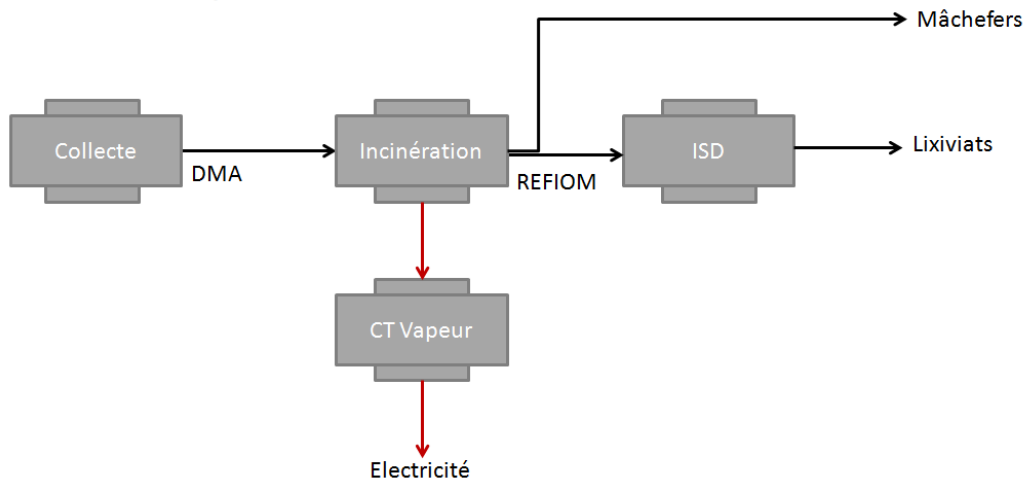 Mâchefers
Collecte
DMA
Incinération
REFIOM
ISD
Lixiviats
CT Vapeur
Electricité